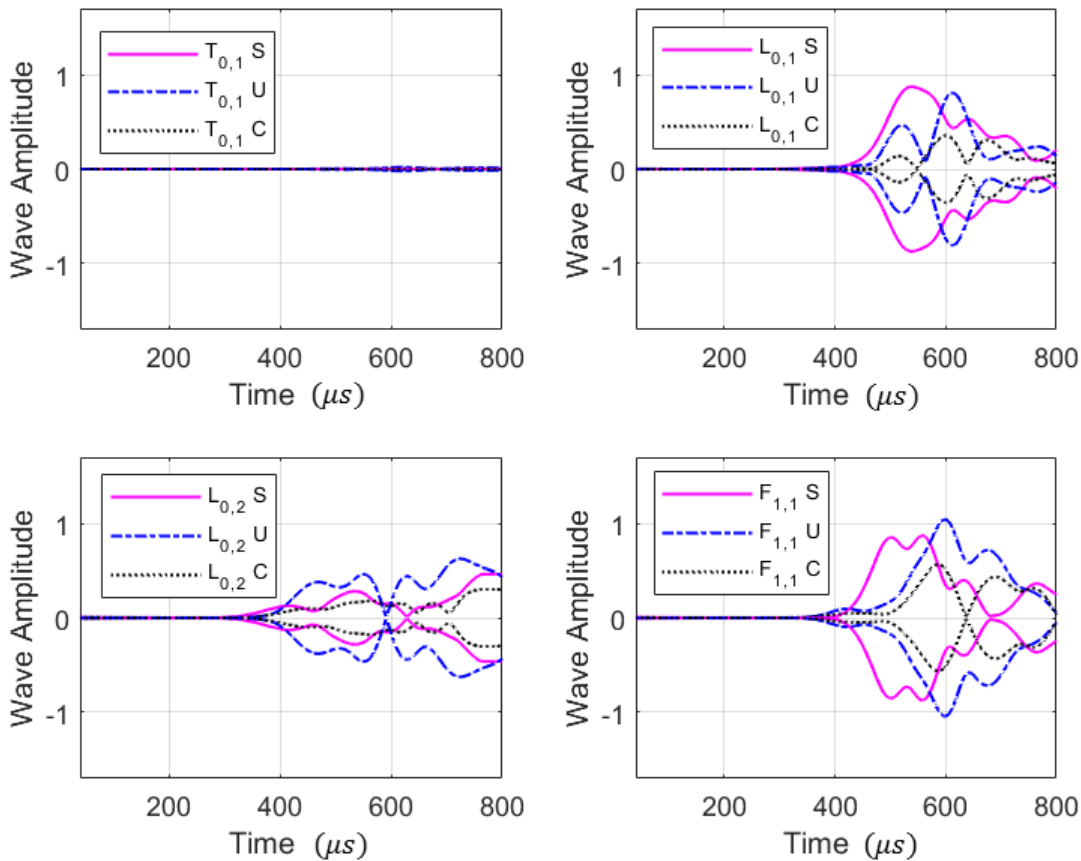 T0,1 S
T0,1 U
T0,1 C
1
0
-1
Wave Amplitude
200 400 600 800
Time (μs)
L0,1 S
L0,1 U
L0,1 C
1
0
-1
Wave Amplitude
200 400 600 800
Time (μs)
L0,2 S
L0,2 U
L0,2 C
1
0
-1
Wave Amplitude
200 400 600 800
Time (μs)
F1,1 S
F1,1 U
F1,1 C
1
0
-1
Wave Amplitude
200 400 600 800
Time (μs)